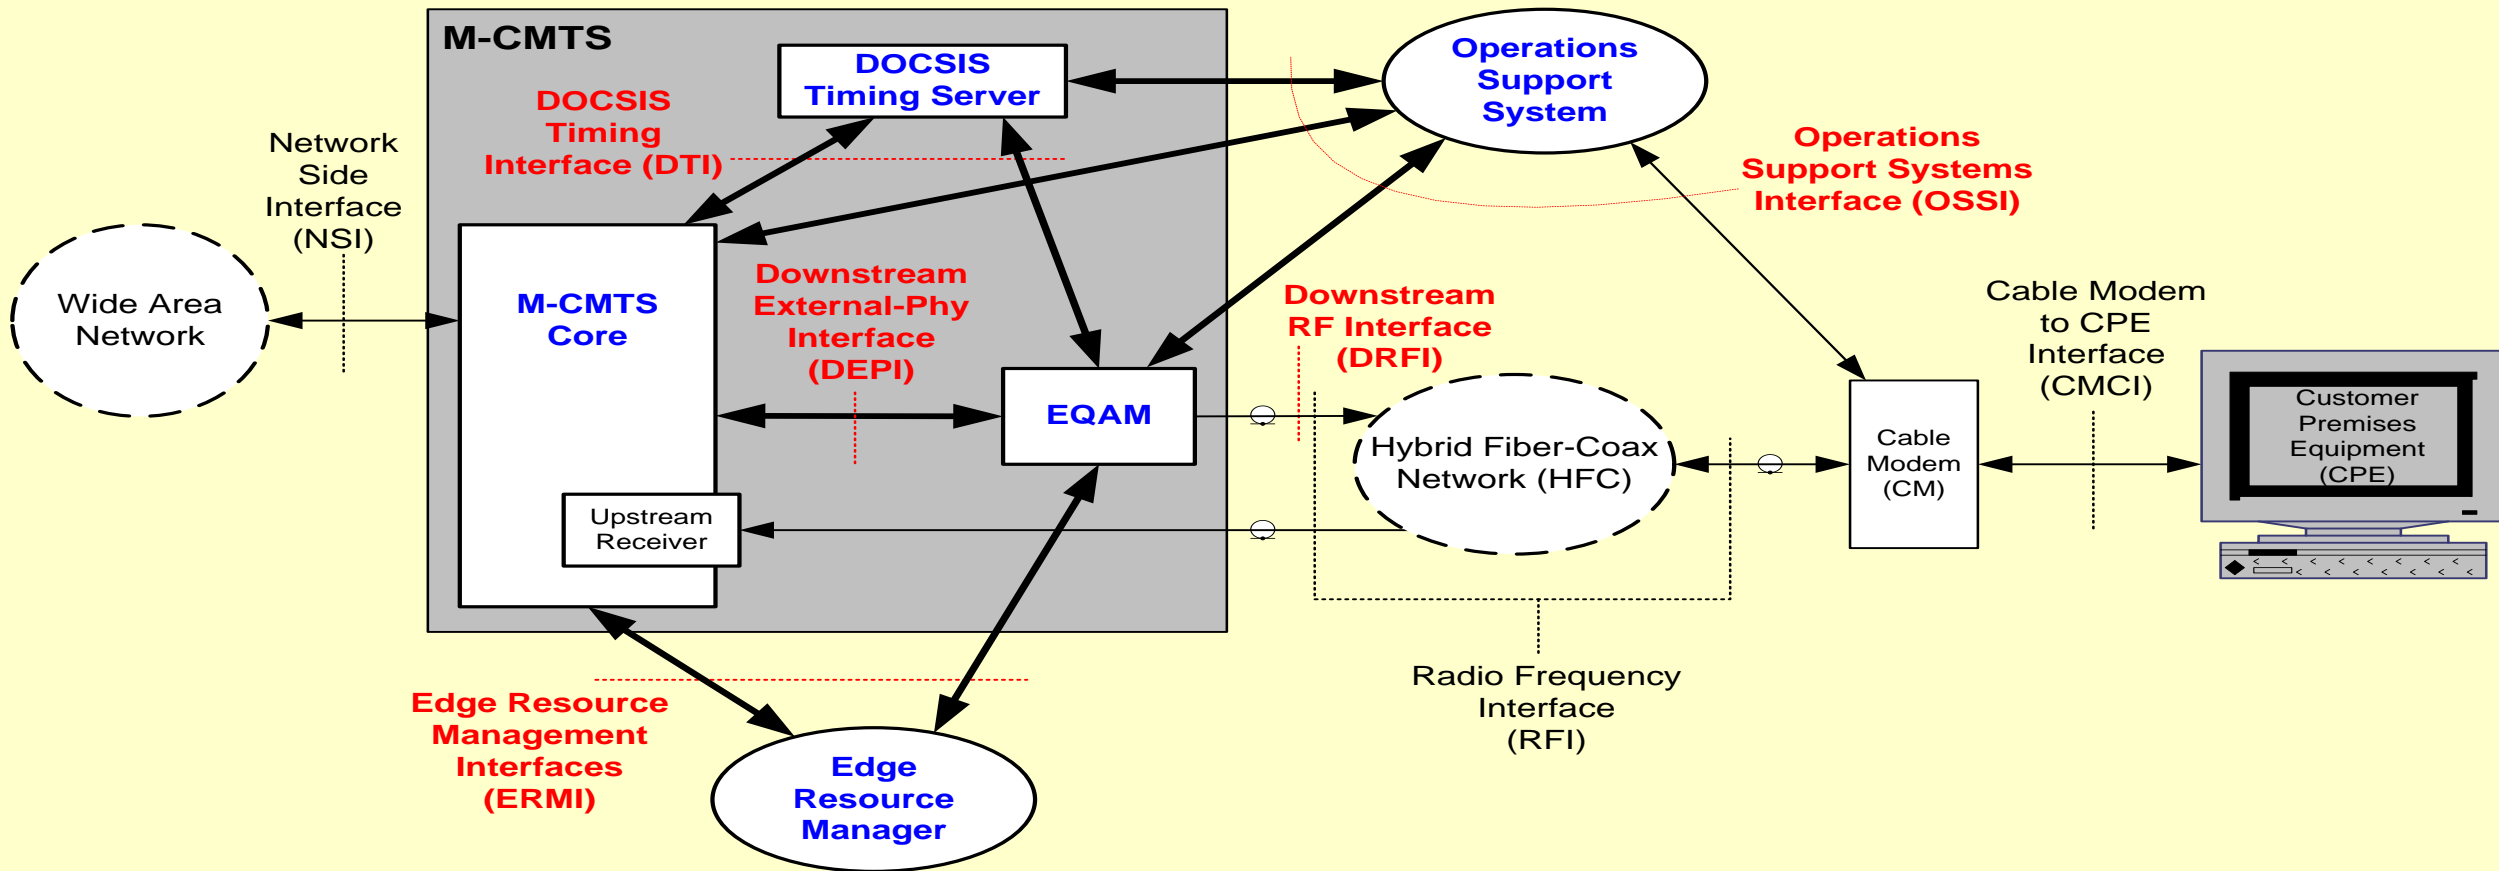 M-CMTS
DOCSIS
Timing Server
Operations
Support
System
DOCSIS
Timing
Interface (DTI)
Network
Side
Interface
(NSI)
Operations
Support Systems
Interface (OSSI)
Wide Area
Network
M-CMTS
Core
Downstream
External-Phy
Interface
(DEPI)
Downstream
RF Interface
(DRFI)
Cable Modem
to CPE
Interface
(CMCI)
EQAM
Hybrid Fiber-Coax
Network (HFC)
Cable
Modem
(CM)
Customer
Premises
Equipment
(CPE)
Upstream
Receiver
Radio Frequency
Interface
(RFI)
Edge Resource
Management
Interfaces
(ERMI)
Edge
Resource
Manager